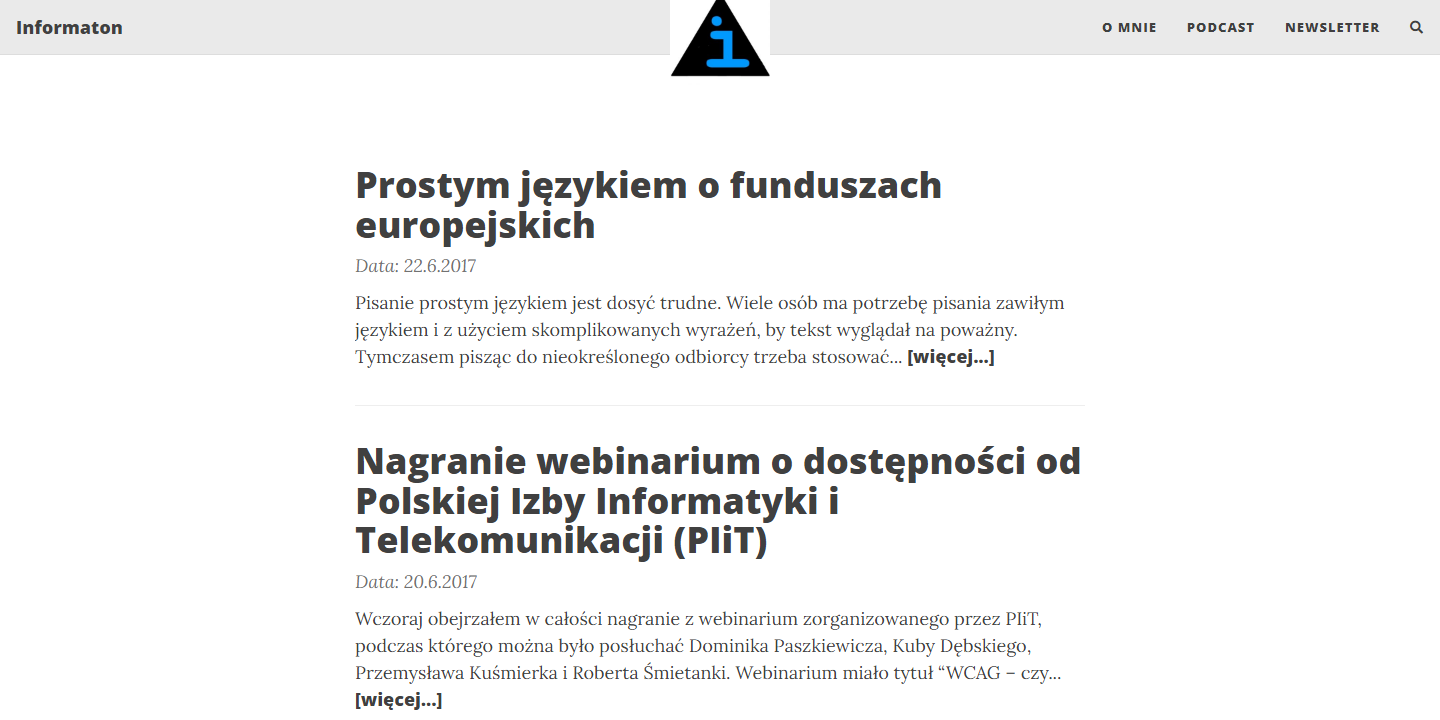 Informaton
i
O MNIE PODCAST NEWSLETTER
Prostym językiem o funduszach
europejskich
Data: 22.6.2017
Pisanie prostym językiem jest dosyć trudne. Wiele osób ma potrzebę pisania zawiłym
językiem i z użyciem skomplikowanych wyrażeń, by tekst wyglądał na poważny.
Tymczasem pisząc do nieokreślonego odbiorcy trzeba stosować... [więcej...]
Nagranie webinarium o dostępności od
Polskiej Izby Informatyki i
Telekomunikacji (PIiT)
Data: 20.6.2017
Wczoraj obejrzałem w całości nagranie z webinarium zorganizowanego przez PIiT,
podczas którego można było posłuchać Dominika Paszkiewicza, Kuby Dębskiego,
Przemysława Kuśmierka i Roberta Śmietanki. Webinarium miało tytuł “WCAG – czy...
[więcej...]